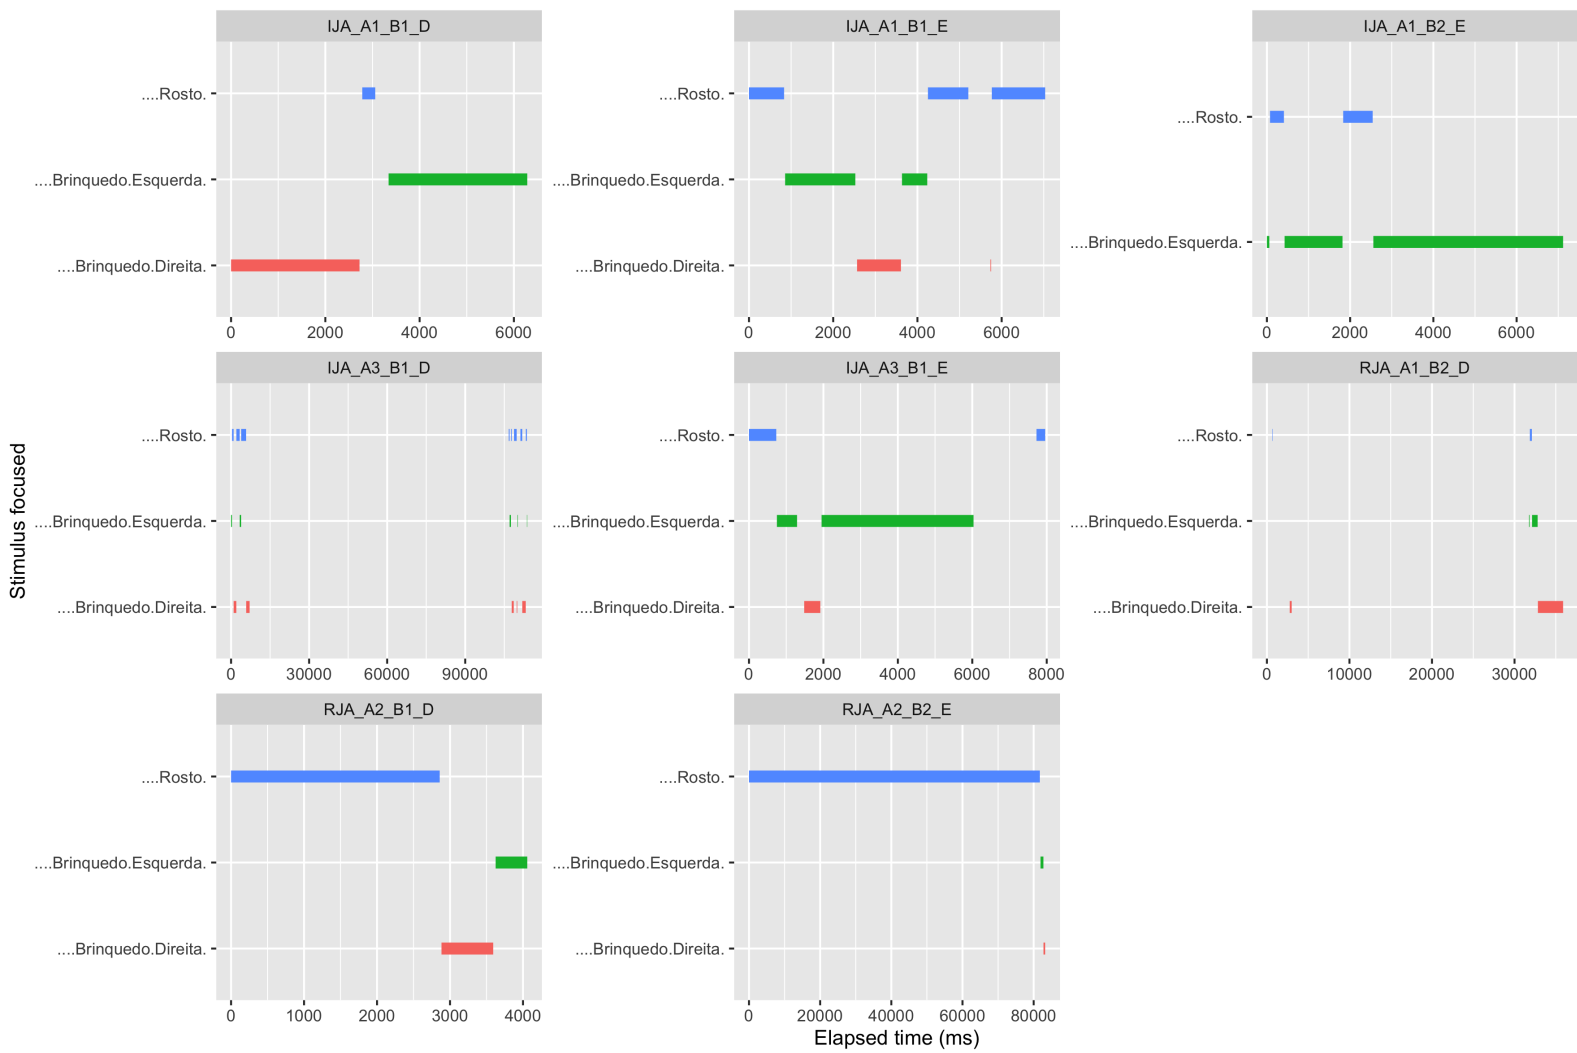 IJA_A1_B1_D
IJA_A1_B1_E
IJA_A1_B2_E
....Rosto.
....Brinquedo.Esquerda.
....Brinquedo.Direita.
0 2000 4000 6000
....Rosto.
....Brinquedo.Esquerda.
....Brinquedo.Direita.
0 2000 4000 6000
....Rosto.
....Brinquedo.Esquerda.
0 2000 4000 6000
IJA_A3_B1_D
IJA_A3_B1_E
RJA_A1_B2_D
Stimulus focused
....Rosto.
....Brinquedo.Esquerda.
....Brinquedo.Direita.
0 30000 60000 90000
....Rosto.
....Brinquedo.Esquerda.
....Brinquedo.Direita.
0 2000 4000 6000 8000
....Rosto.
....Brinquedo.Esquerda.
....Brinquedo.Direita.
0 10000 20000 30000
RJA_A2_B1_D
RJA_A2_B2_E
....Rosto.
....Brinquedo.Esquerda.
....Brinquedo.Direita.
0 1000 2000 3000 4000
....Rosto.
....Brinquedo.Esquerda.
....Brinquedo.Direita.
0 20000 40000 60000 80000
Elapsed time (ms)